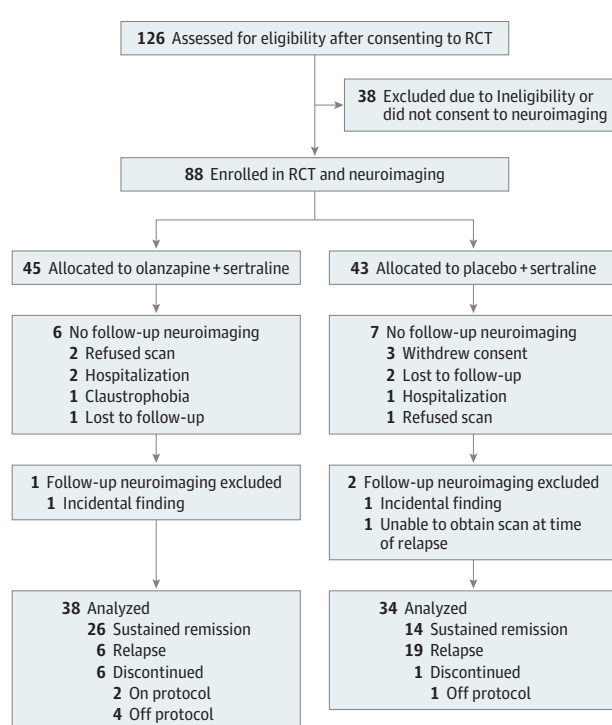 126 Assessed for eligibility after consenting to RCT
38 Excluded due to Ineligibility or
did not consent to neuroimaging
88 Enrolled in RCT and neuroimaging
45 Allocated to olanzapine + sertraline
6 No follow-up neuroimaging
2 Refused scan
2 Hospitalization
1 Claustrophobia
1 Lost to follow-up
1 Follow-up neuroimaging excluded
1 Incidental finding
38 Analyzed
26 Sustained remission
6 Relapse
6 Discontinued
2 On protocol
4 Off protocol
43 Allocated to placebo + sertraline
7 No follow-up neuroimaging
3 Withdrew consent
2 Lost to follow-up
1 Hospitalization
1 Refused scan
2 Follow-up neuroimaging excluded
1 Incidental finding
1 Unable to obtain scan at time
of relapse
34 Analyzed
14 Sustained remission
19 Relapse
1 Discontinued
1 Off protocol